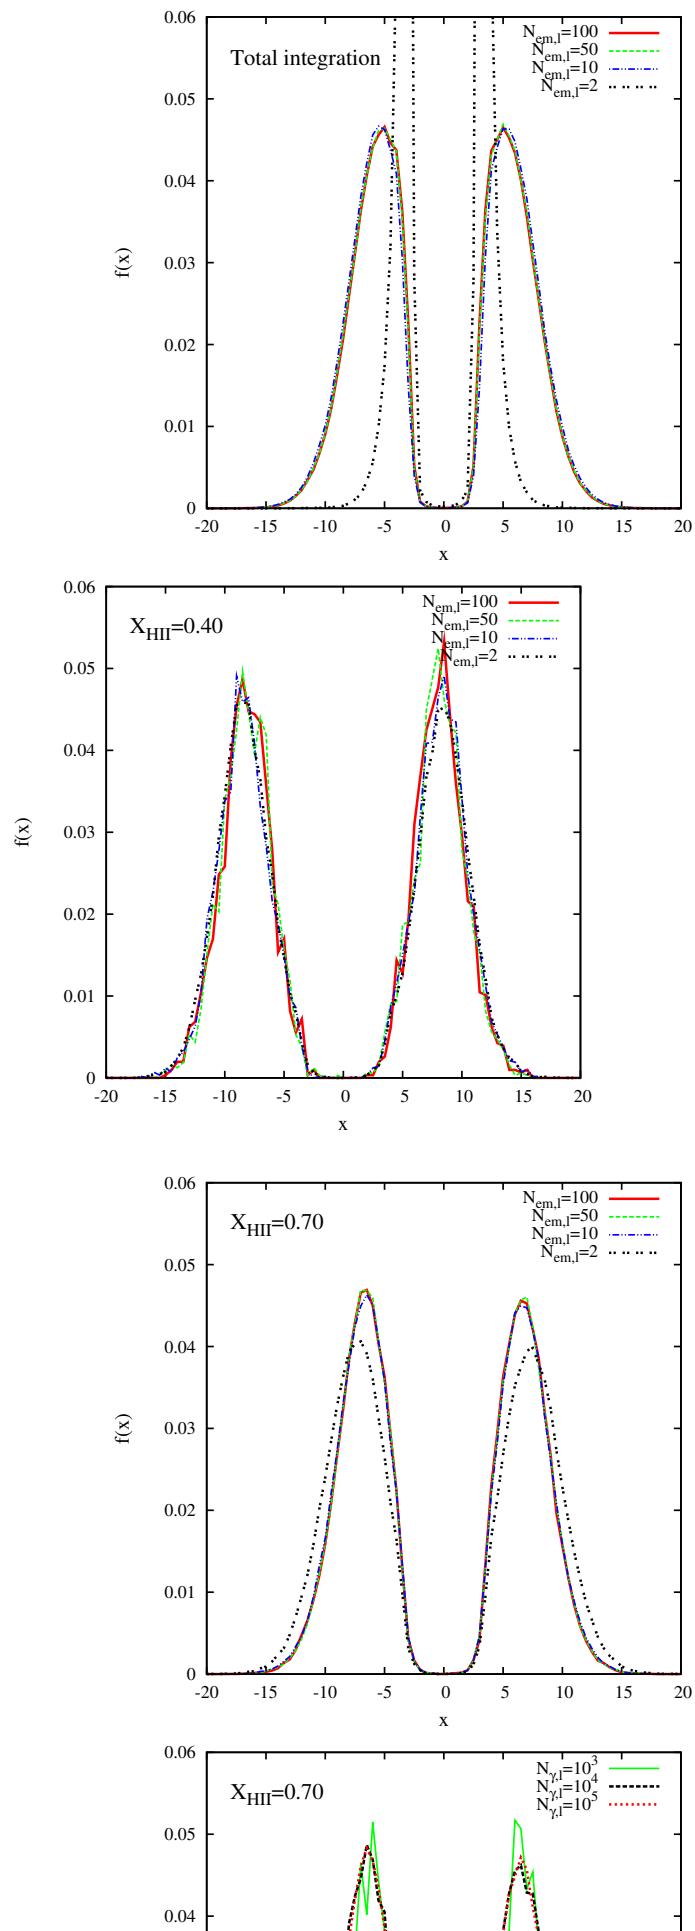 Total integration
N_em,l=100
N_em,l=50
N_em,l=10
N_em,l=2
0.06
0.05
0.04
0.03
0.02
0.01
0
f(x)
-20 -15 -10 -5 0 5 10 15 20
x
X_HII=0.40
N_em,l=100
N_em,l=50
N_em,l=10
N_em,l=2
0.06
0.05
0.04
0.03
0.02
0.01
0
f(x)
-20 -15 -10 -5 0 5 10 15 20
x
X_HII=0.70
N_em,l=100
N_em,l=50
N_em,l=10
N_em,l=2
0.06
0.05
0.04
0.03
0.02
0.01
0
f(x)
-20 -15 -10 -5 0 5 10 15 20
x
X_HII=0.70
N_γ,l=10^3
N_γ,l=10^4
N_γ,l=10^5
0.06
0.05
0.04